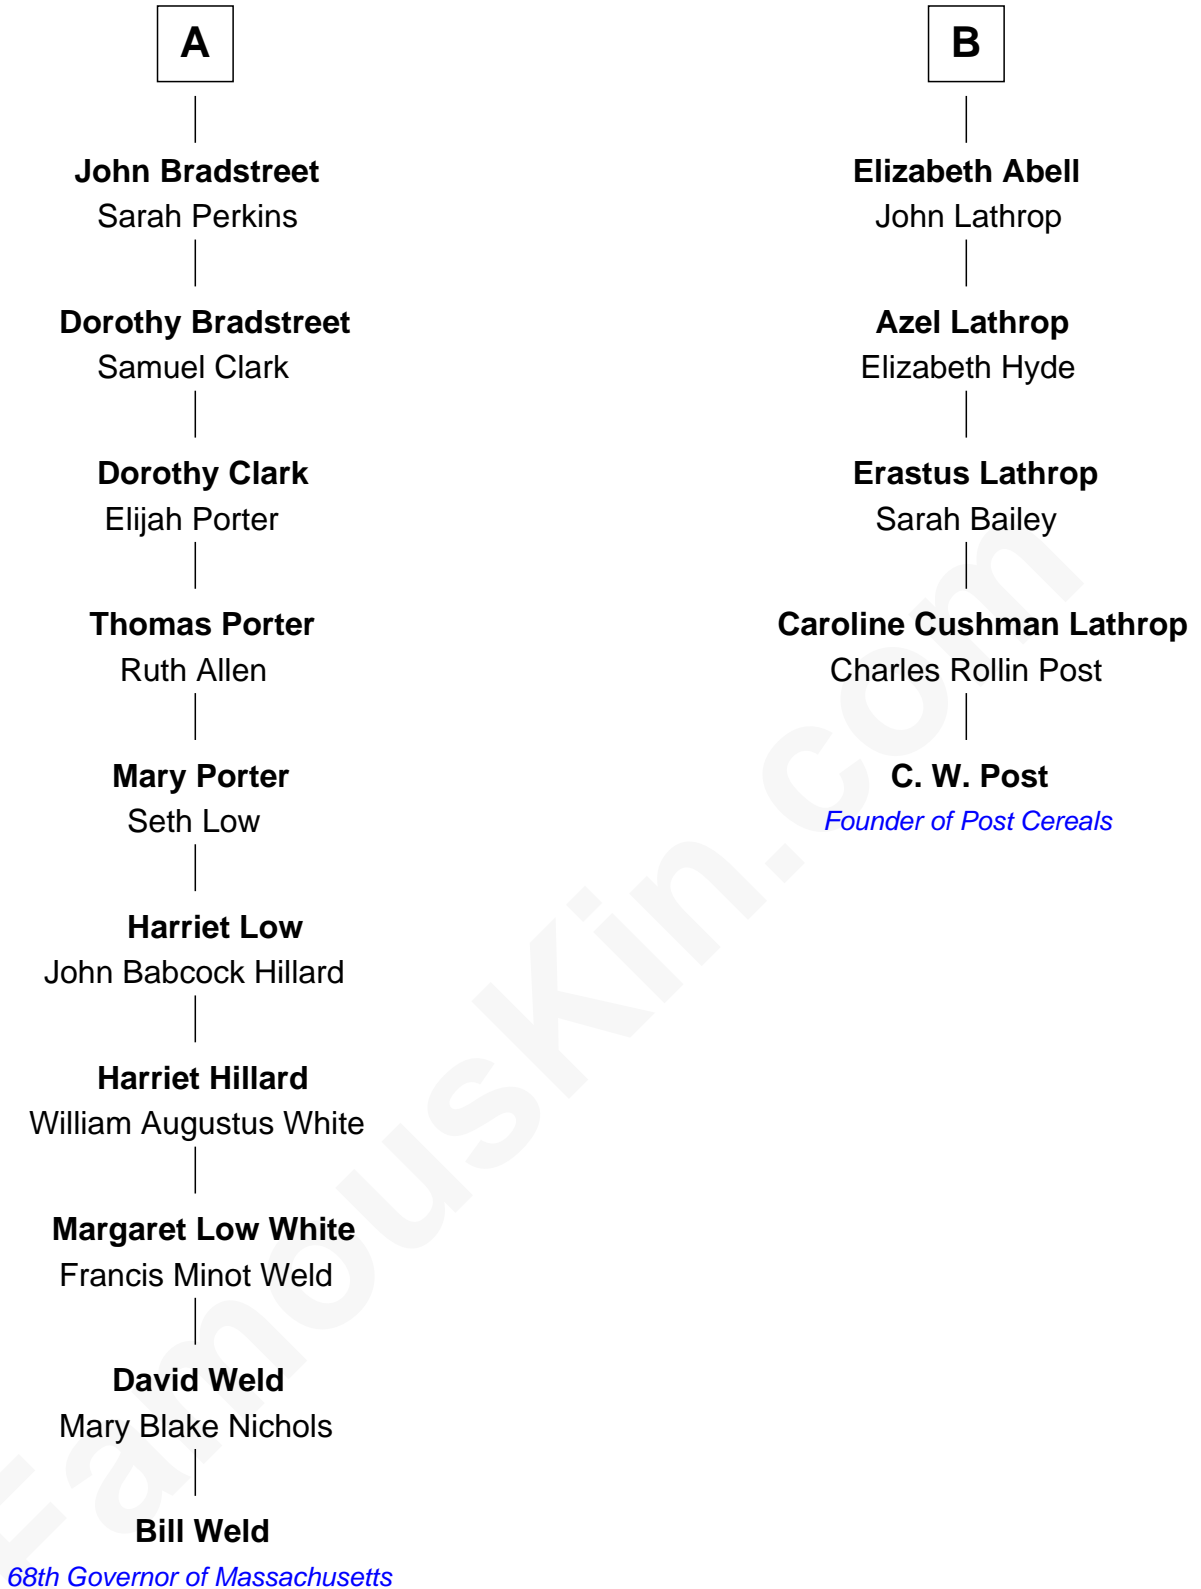 A
John Bradstreet
Sarah Perkins
Dorothy Bradstreet
Samuel Clark
Dorothy Clark
Elijah Porter
Thomas Porter
Ruth Allen
Mary Porter
Seth Low
Harriet Low
John Babcock Hillard
Harriet Hillard
William Augustus White
Margaret Low White
Francis Minot Weld
David Weld
Mary Blake Nichols
Bill Weld
68th Governor of Massachusetts
B
Elizabeth Abell
John Lathrop
Azel Lathrop
Elizabeth Hyde
Erastus Lathrop
Sarah Bailey
Caroline Cushman Lathrop
Charles Rollin Post
C. W. Post
Founder of Post Cereals
FamousKin.com